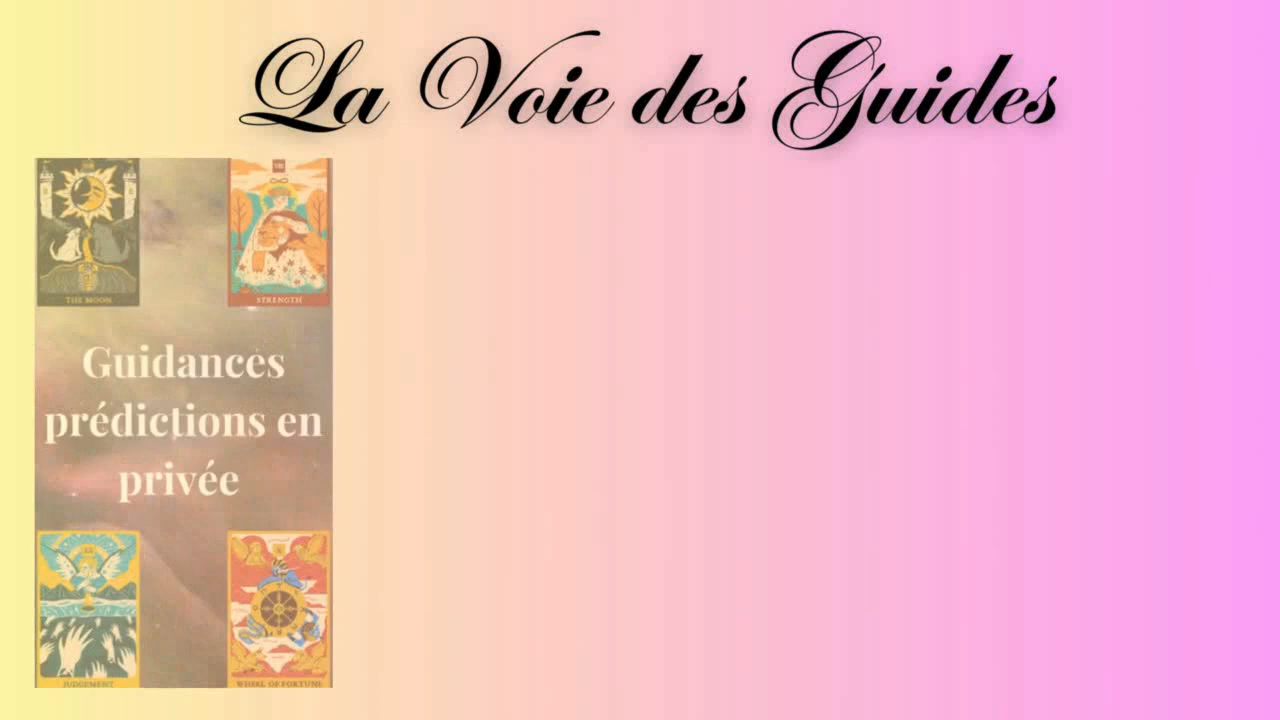 La Voie des Guides
THE MOON
STRENGTH
Guidances
prédictions en
privée
JUDGEMENT
WHEEL OF FORTUNE